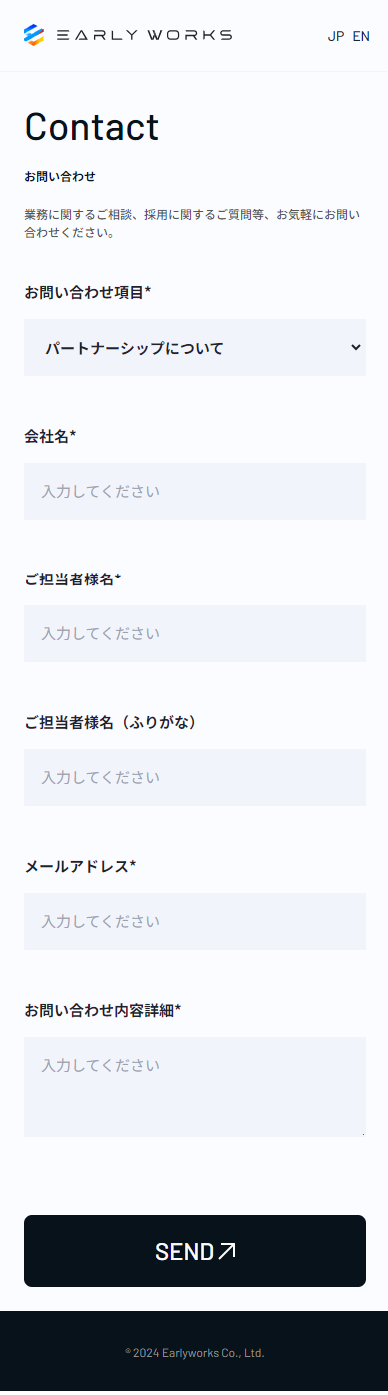 EARLY WORKS
JP EN
Contact
お問い合わせ
業務に関するご相談、採用に関するご質問等、お気軽にお問い
合わせください。
お問い合わせ項目*
パートナーシップについて
会社名*
入力してください
ご担当者様名*
入力してください
ご担当者様名（ふりがな）
入力してください
メールアドレス*
入力してください
お問い合わせ内容詳細*
入力してください
SEND
© 2024 Earlyworks Co., Ltd.